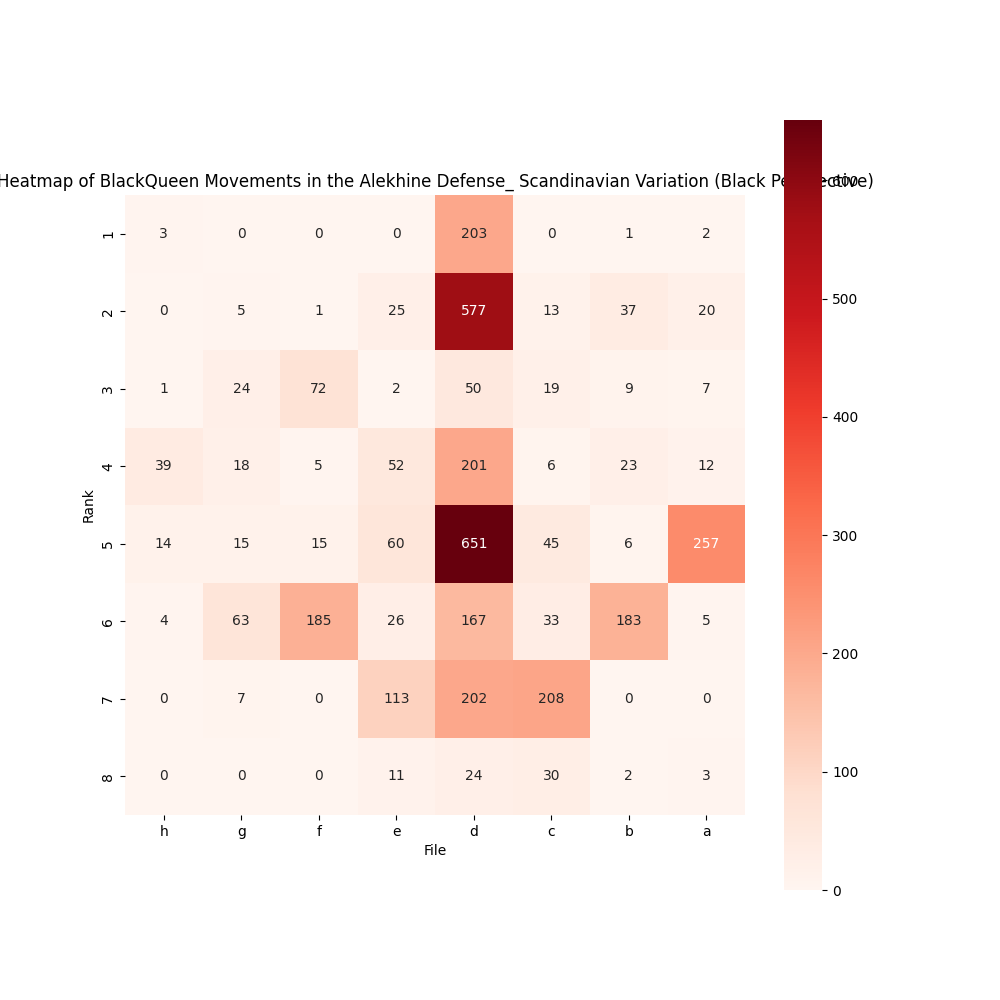 Heatmap of BlackQueen Movements in the Alekhine Defense_ Scandinavian Variation (Black Pe ective)
1 3 0 0 0 203 0 1 2
2 0 5 1 25 577 13 37 20
3 1 24 72 2 50 19 9 7
4 39 18 5 52 201 6 23 12
5 14 15 15 60 651 45 6 257
6 4 63 185 26 167 33 183 5
7 0 7 0 113 202 208 0 0
8 0 0 0 11 24 30 2 3
h g f e d c b a
File
Rank
600
500
400
300
200
100
0